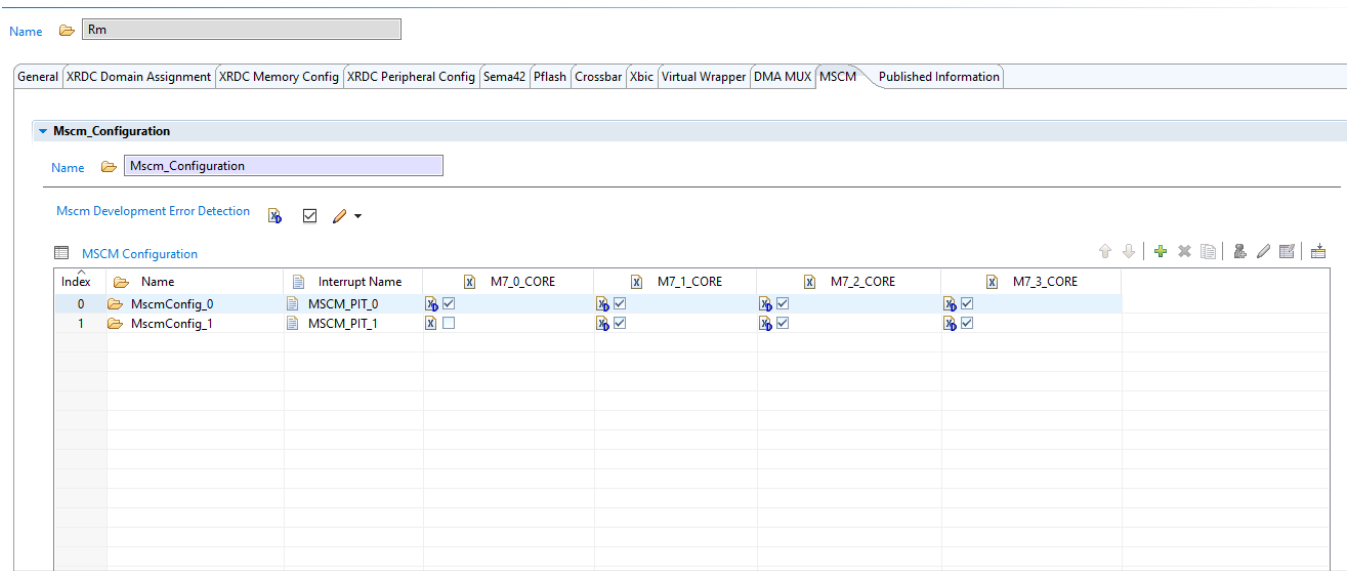 Name Rm
General XRDC Domain Assignment XRDC Memory Config XRDC Peripheral Config Sema42 Pflash Crossbar Xbic Virtual Wrapper DMA MUX MSCM Published Information
Mscm_Configuration
Name Mscm_Configuration
Mscm Development Error Detection
MSCM Configuration
Index Name Interrupt Name M7_0_CORE M7_1_CORE M7_2_CORE M7_3_CORE
0 MscmConfig_0 MSCM_PIT_0
1 MscmConfig_1 MSCM_PIT_1